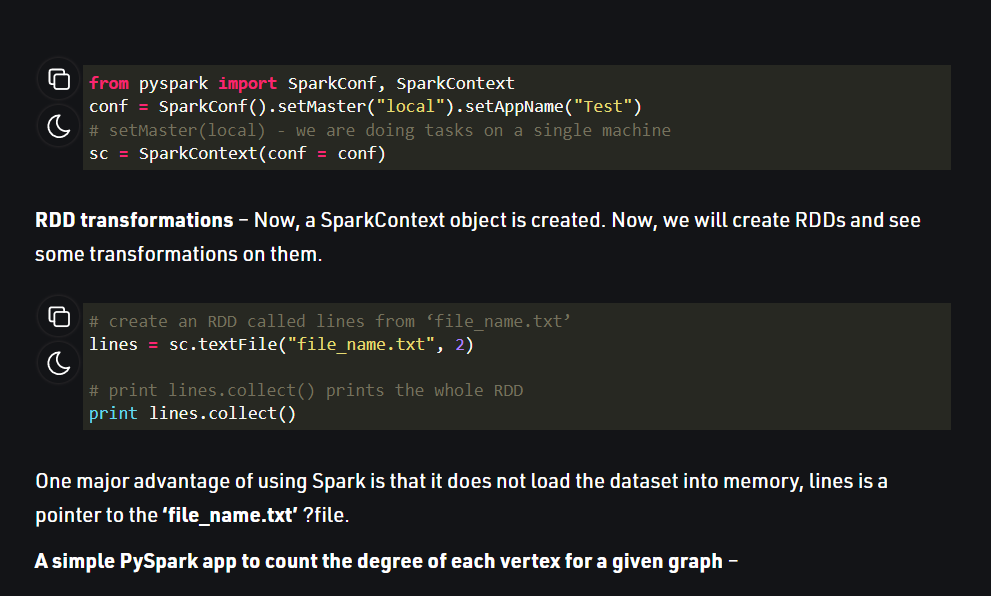 from pyspark import SparkConf, SparkContext
conf = SparkConf().setMaster("local").setAppName("Test")
# setMaster(local) - we are doing tasks on a single machine
sc = SparkContext(conf = conf)
RDD transformations – Now, a SparkContext object is created. Now, we will create RDDs and see
some transformations on them.
# create an RDD called lines from ‘file_name.txt’
lines = sc.textFile("file_name.txt", 2)
# print lines.collect() prints the whole RDD
print lines.collect()
One major advantage of using Spark is that it does not load the dataset into memory, lines is a
pointer to the ‘file_name.txt’ ?file.
A simple PySpark app to count the degree of each vertex for a given graph –